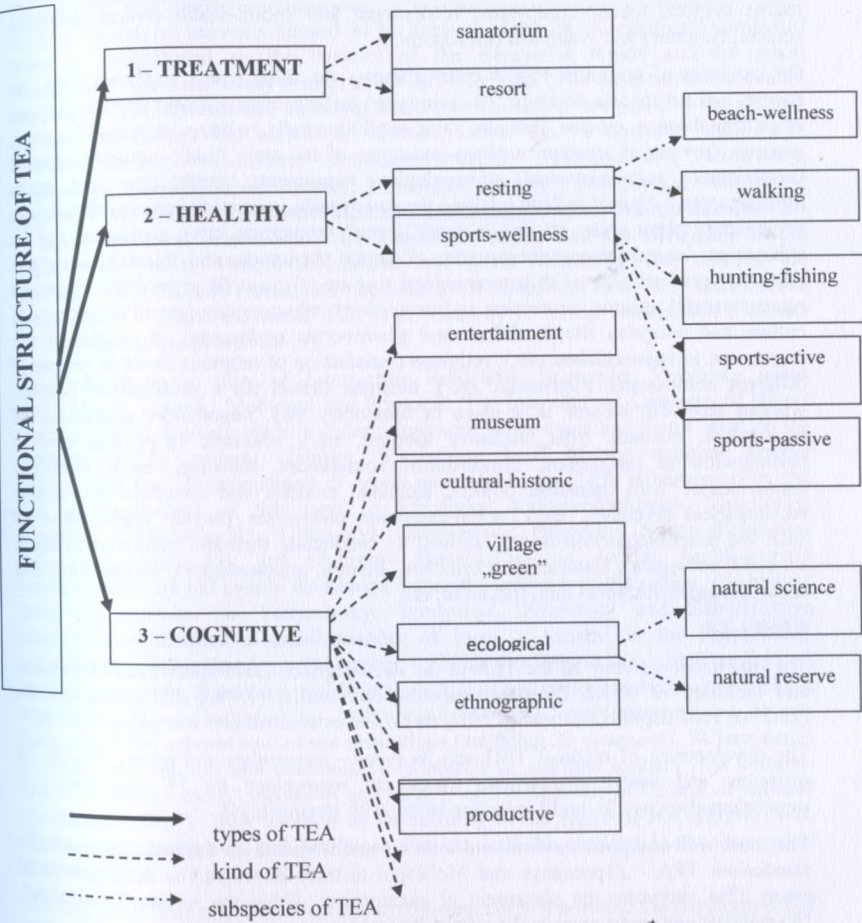 FUNCTIONAL STRUCTURE OF TEA
1 – TREATMENT
sanatorium
resort
2 – HEALTHY
resting
sports-wellness
beach-wellness
walking
hunting-fishing
sports-active
sports-passive
3 – COGNITIVE
entertainment
museum
cultural-historic
village
„green”
ecological
ethnographic
productive
natural science
natural reserve
types of TEA
kind of TEA
subspecies of TEA